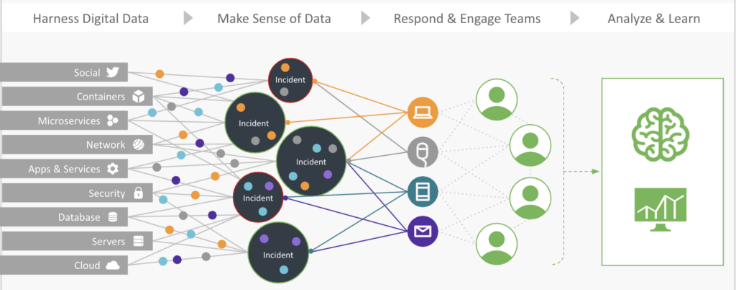 Harness Digital Data
Make Sense of Data
Respond & Engage Teams
Analyze & Learn
Social
Containers
Microservices
Network
Apps & Services
Security
Database
Servers
Cloud
Incident
Incident
Incident
Incident
Incident